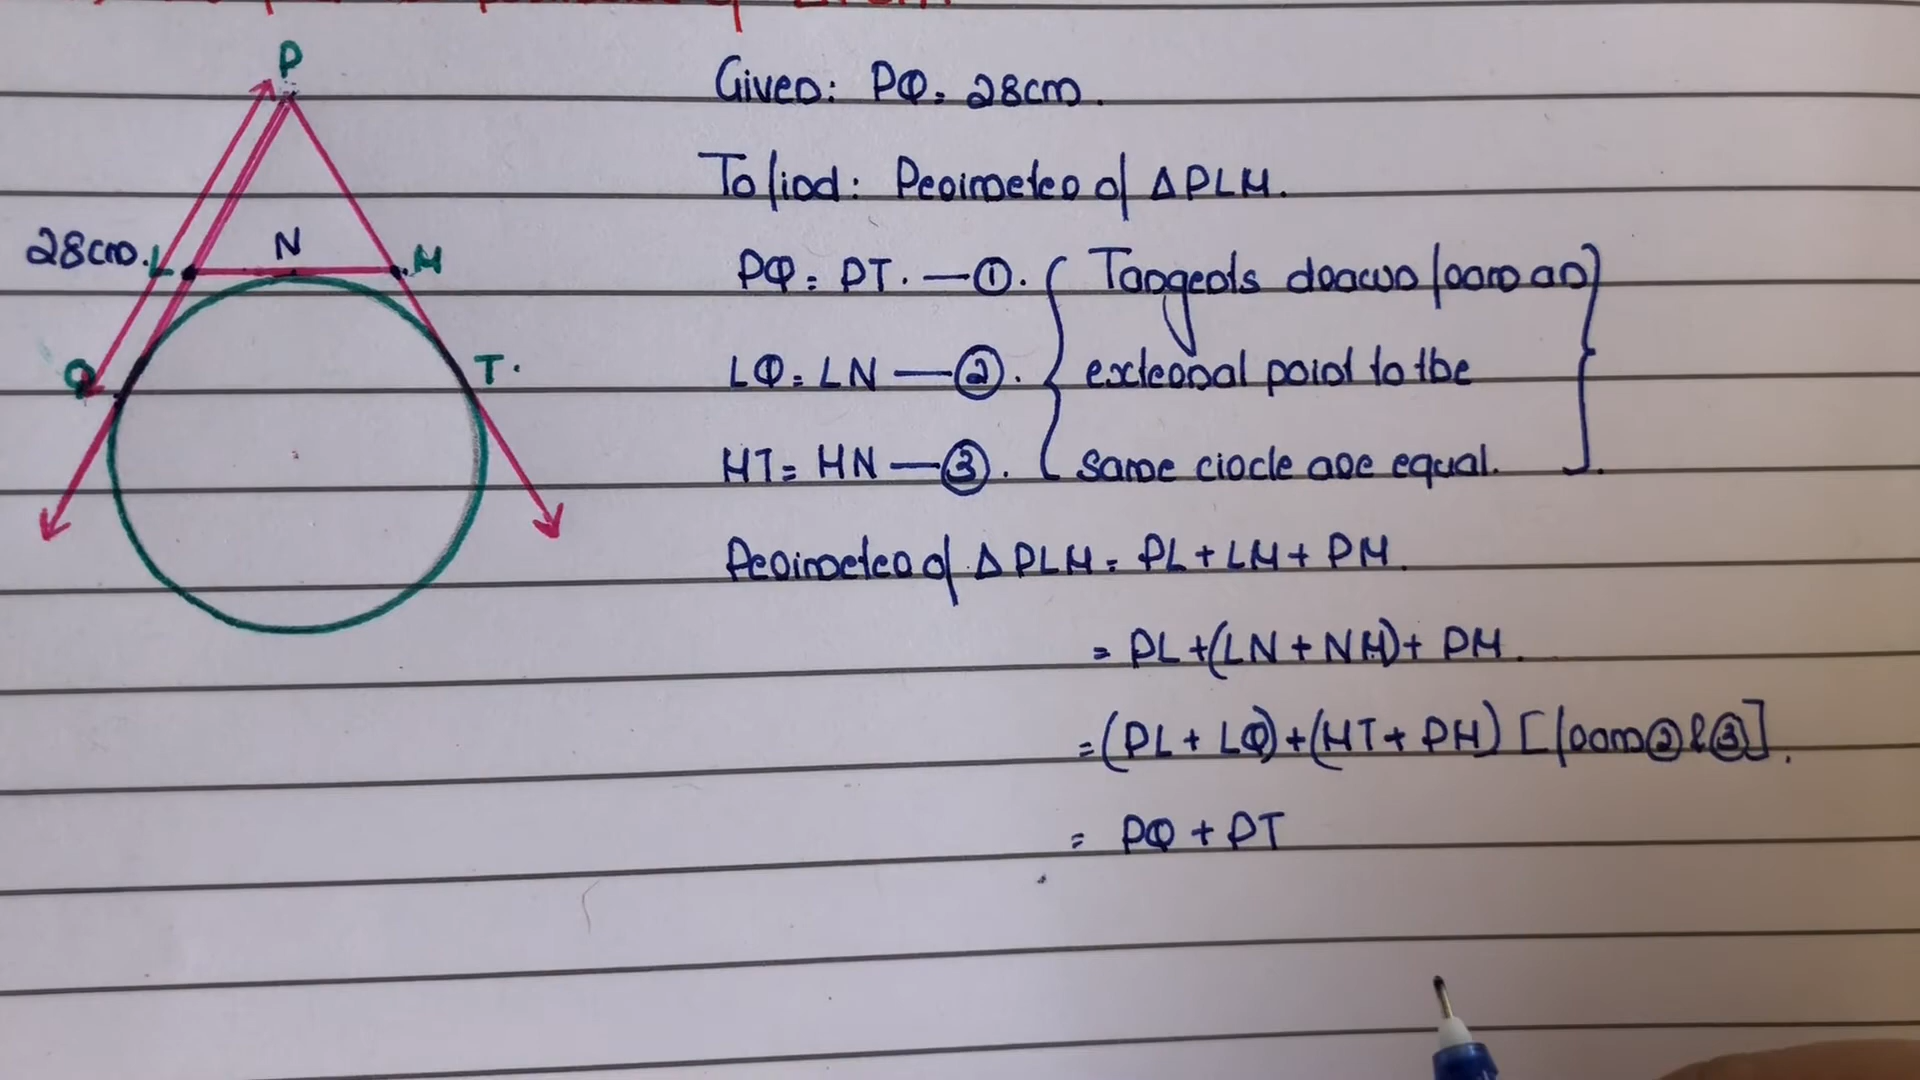 P
28cm.
L
N
M
Q
T.
Given: PQ = 28cm.
To find: Perimeter of ΔPLM.
PQ = PT. — ①.
LQ = LN — ②.
MT = MN — ③.
{ Tangents drawn from an
external point to the
same circle are equal. }
Perimeter of ΔPLM = PL + LM + PM.
= PL + (LN + NM) + PM.
= (PL + LQ) + (MT + PM) [from ② & ③].
= PQ + PT